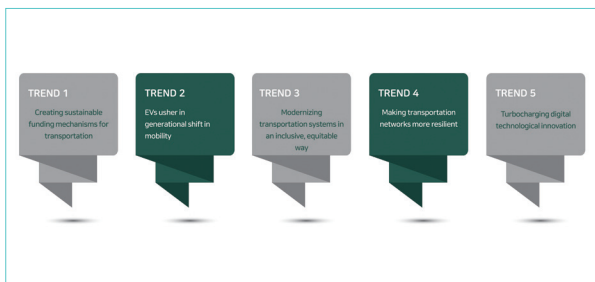 TREND 1
Creating sustainable
funding mechanisms for
transportation
TREND 2
EVs usher in
generational shift in
mobility
TREND 3
Modernizing
transportation systems in
an inclusive, equitable
way
TREND 4
Making transportation
networks more resilient
TREND 5
Turbocharging digital
technological innovation